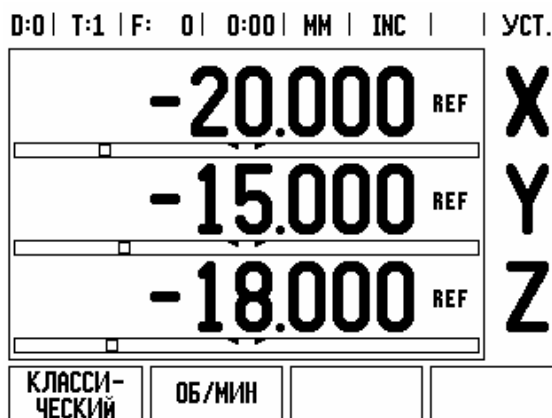 D:0 | T:1 | F: 0 | 0:00 | MM | INC | | УСТ.
-20.000 REF X
-15.000 REF Y
-18.000 REF Z
КЛАССИ-
ЧЕСКИЙ
ОБ/МИН